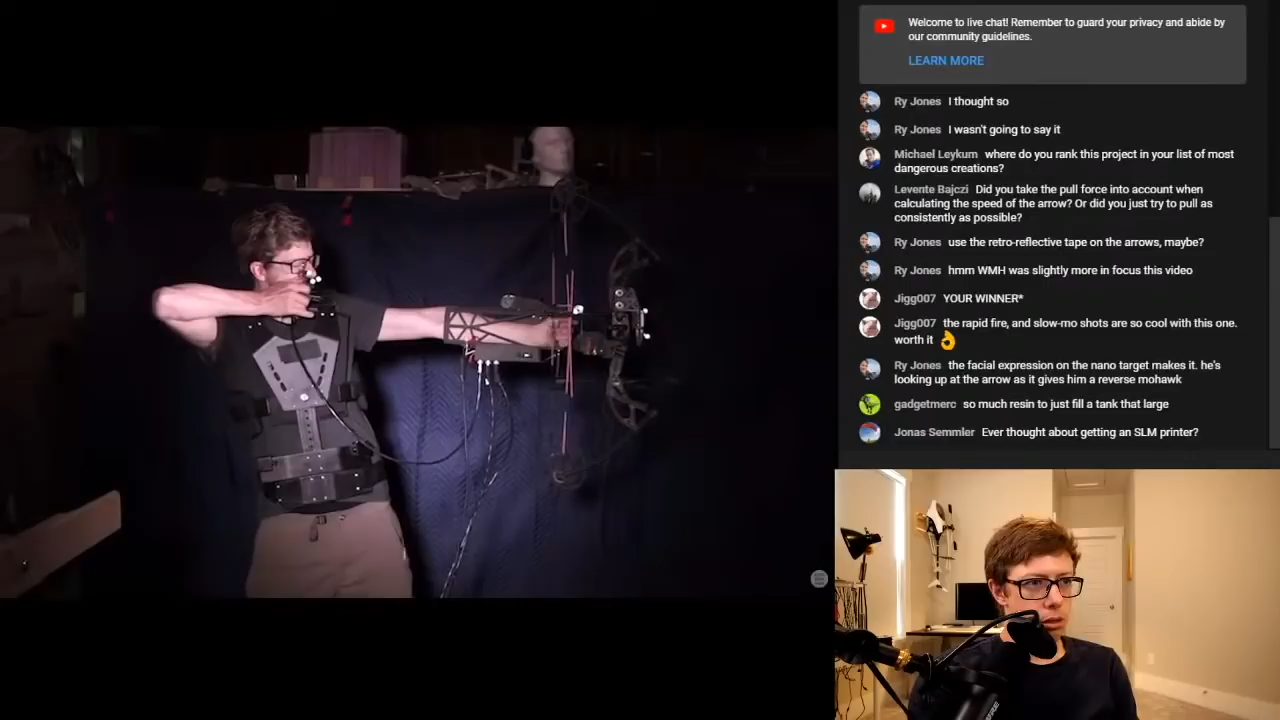 Welcome to live chat! Remember to guard your privacy and abide by
our community guidelines.
LEARN MORE
Ry Jones I thought so
Ry Jones I wasn't going to say it
Michael Leykum where do you rank this project in your list of most
dangerous creations?
Levente Bajczi Did you take the pull force into account when
calculating the speed of the arrow? Or did you just try to pull as
consistently as possible?
Ry Jones use the retro-reflective tape on the arrows, maybe?
Ry Jones hmm WMH was slightly more in focus this video
Jigg007 YOUR WINNER*
Jigg007 the rapid fire, and slow-mo shots are so cool with this one.
worth it 👌
Ry Jones the facial expression on the nano target makes it. he's
looking up at the arrow as it gives him a reverse mohawk
gadgetmerc so much resin to just fill a tank that large
Jonas Semmler Ever thought about getting an SLM printer?